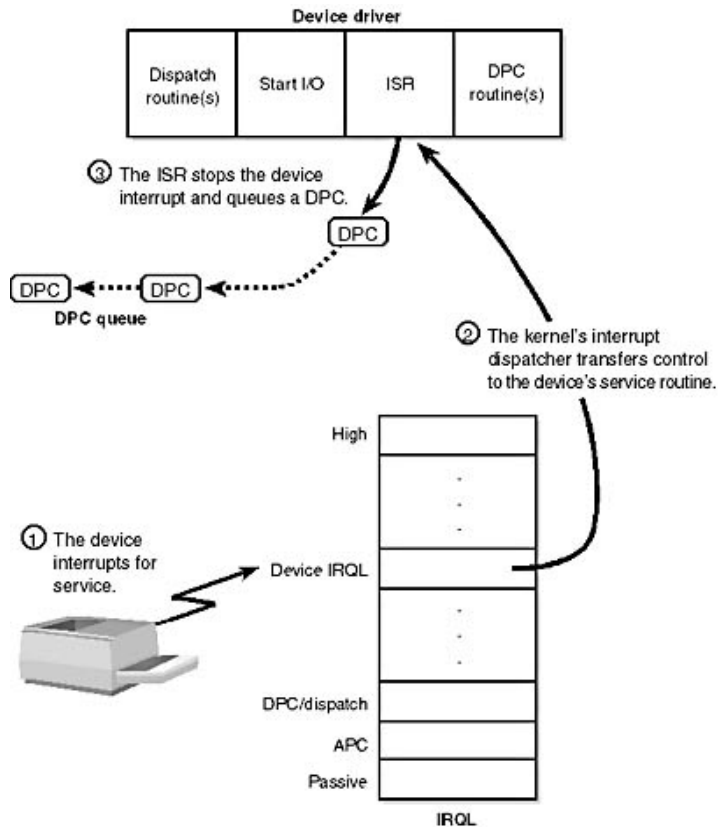 Device driver
Dispatch
routine(s)
Start I/O
ISR
DPC
routine(s)
3 The ISR stops the device
interrupt and queues a DPC.
DPC
DPC
DPC
DPC queue
2 The kernel's interrupt
dispatcher transfers control
to the device's service routine.
High
1 The device
interrupts for
service.
Device IRQL
DPC/dispatch
APC
Passive
IRQL